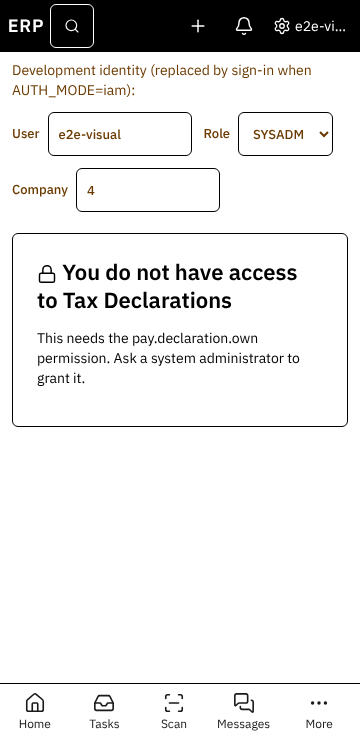 ERP
e2e-vi...
Development identity (replaced by sign-in when
AUTH_MODE=iam):
User e2e-visual Role SYSADM
Company 4
You do not have access
to Tax Declarations
This needs the pay.declaration.own
permission. Ask a system administrator to
grant it.
Home Tasks Scan Messages More